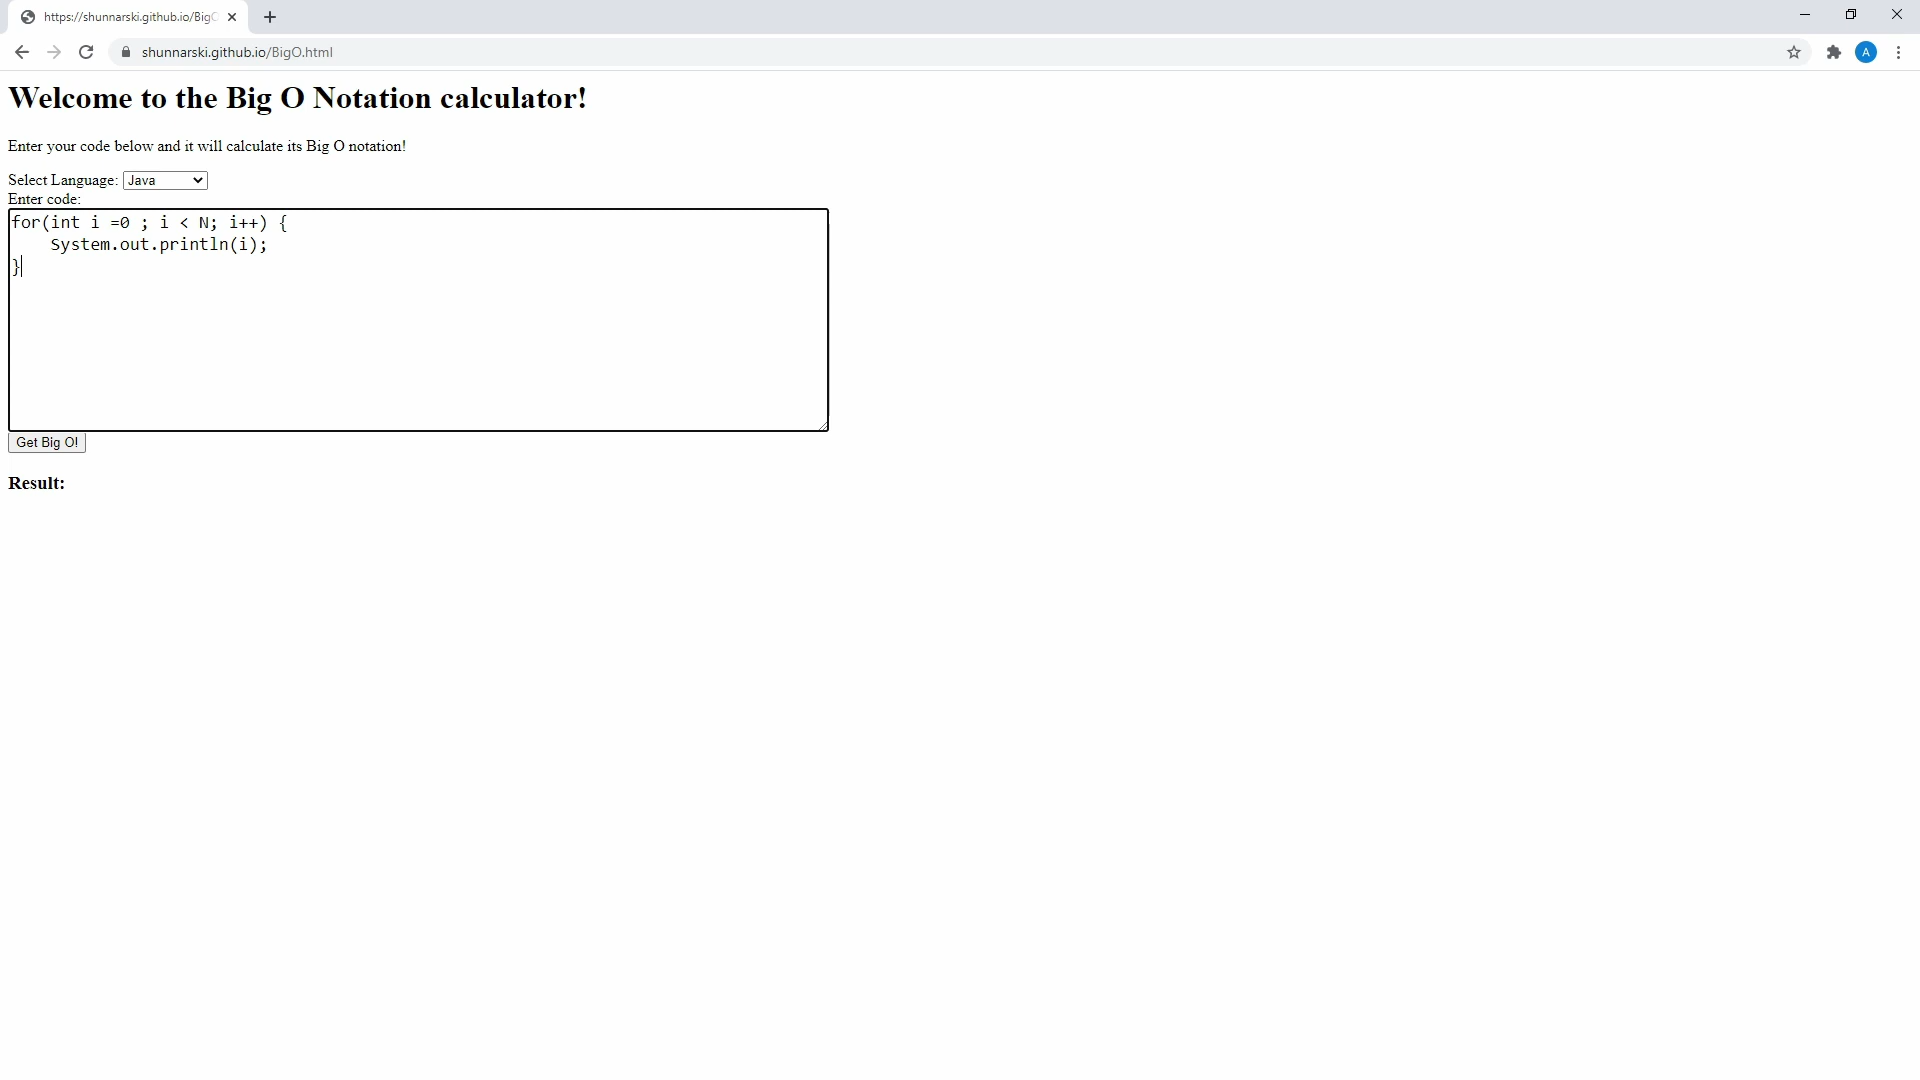 https://shunnarski.github.io/BigO
shunnarski.github.io/BigO.html
A
Welcome to the Big O Notation calculator!
Enter your code below and it will calculate its Big O notation!
Select Language: Java
Enter code:
for(int i =0 ; i < N; i++) {
    System.out.println(i);
}
Get Big O!
Result: